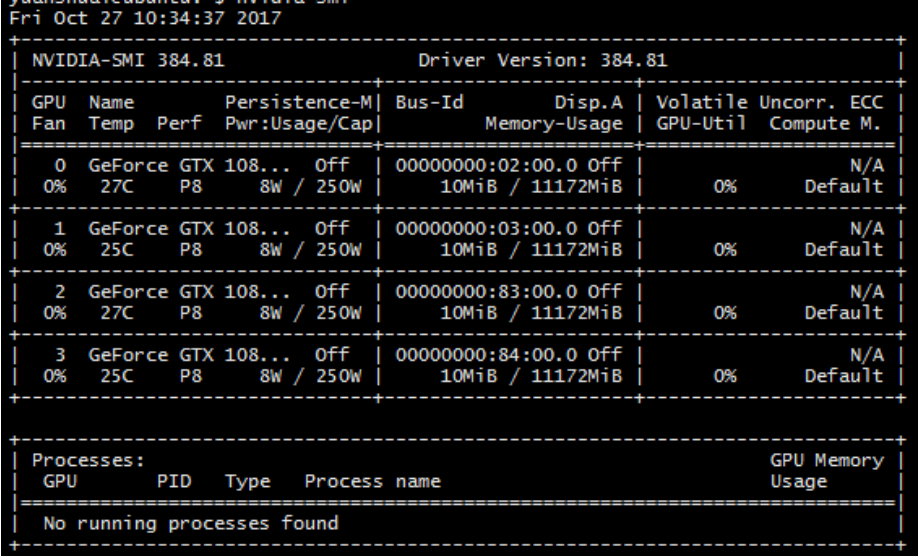 Fri Oct 27 10:34:37 2017
NVIDIA-SMI 384.81 Driver Version: 384.81
GPU Name Persistence-M| Bus-Id Disp.A | Volatile Uncorr. ECC
Fan Temp Perf Pwr:Usage/Cap| Memory-Usage | GPU-Util Compute M.
0 GeForce GTX 108... Off | 00000000:02:00.0 Off | N/A
0% 27C P8 8W / 250W | 10MiB / 11172MiB | 0% Default
1 GeForce GTX 108... Off | 00000000:03:00.0 Off | N/A
0% 25C P8 8W / 250W | 10MiB / 11172MiB | 0% Default
2 GeForce GTX 108... Off | 00000000:83:00.0 Off | N/A
0% 27C P8 8W / 250W | 10MiB / 11172MiB | 0% Default
3 GeForce GTX 108... Off | 00000000:84:00.0 Off | N/A
0% 25C P8 8W / 250W | 10MiB / 11172MiB | 0% Default
Processes: GPU Memory
GPU PID Type Process name Usage
No running processes found